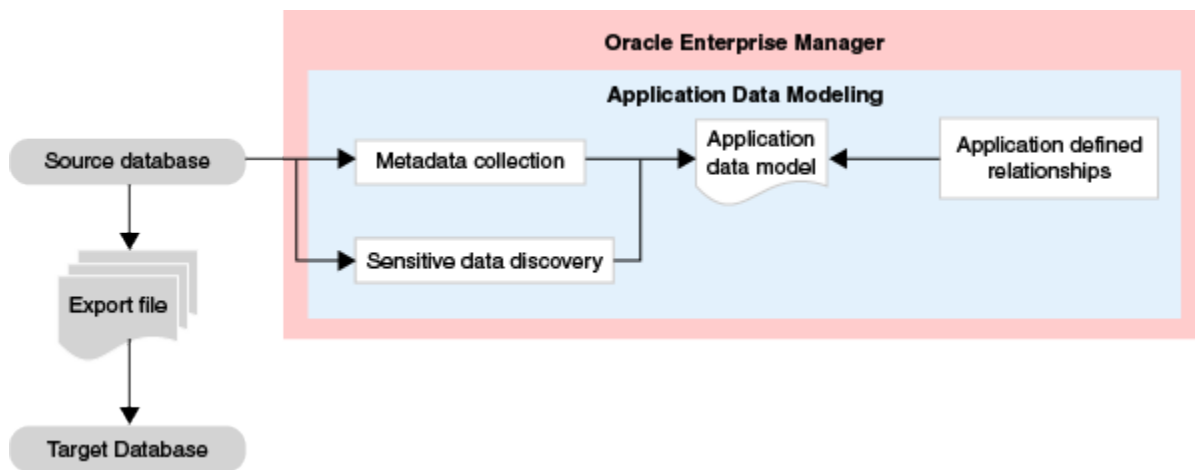 Oracle Enterprise Manager
Application Data Modeling
Source database
Metadata collection
Application
data model
Application defined
relationships
Sensitive data discovery
Export file
Target Database